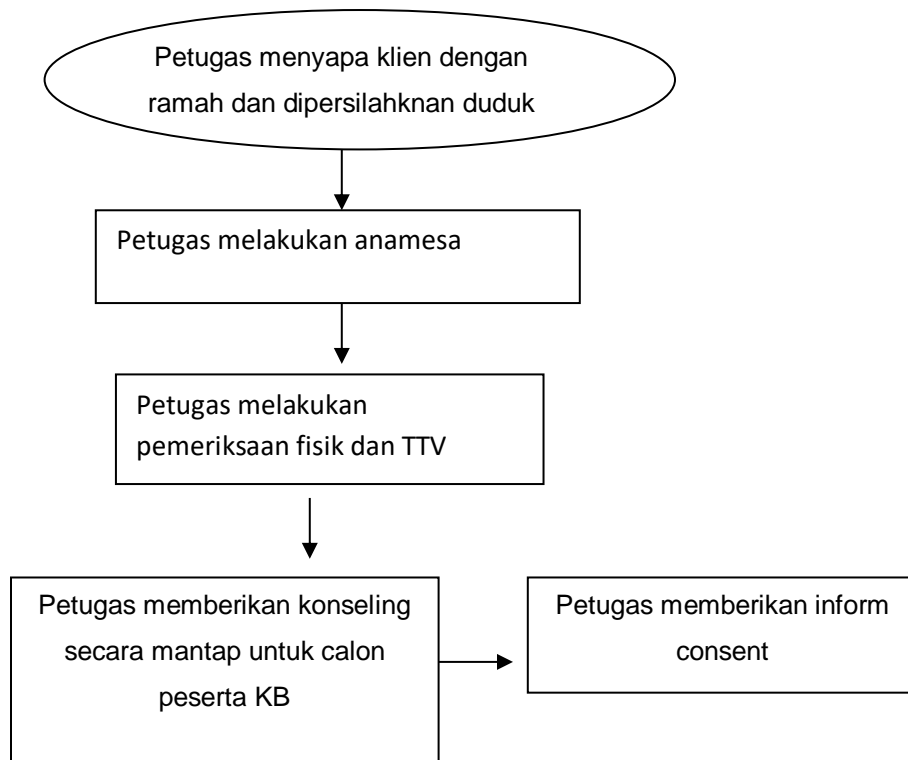 Petugas menyapa klien dengan
ramah dan dipersilahknan duduk
Petugas melakukan anamesa
Petugas melakukan
pemeriksaan fisik dan TTV
Petugas memberikan konseling
secara mantap untuk calon
peserta KB
Petugas memberikan inform
consent